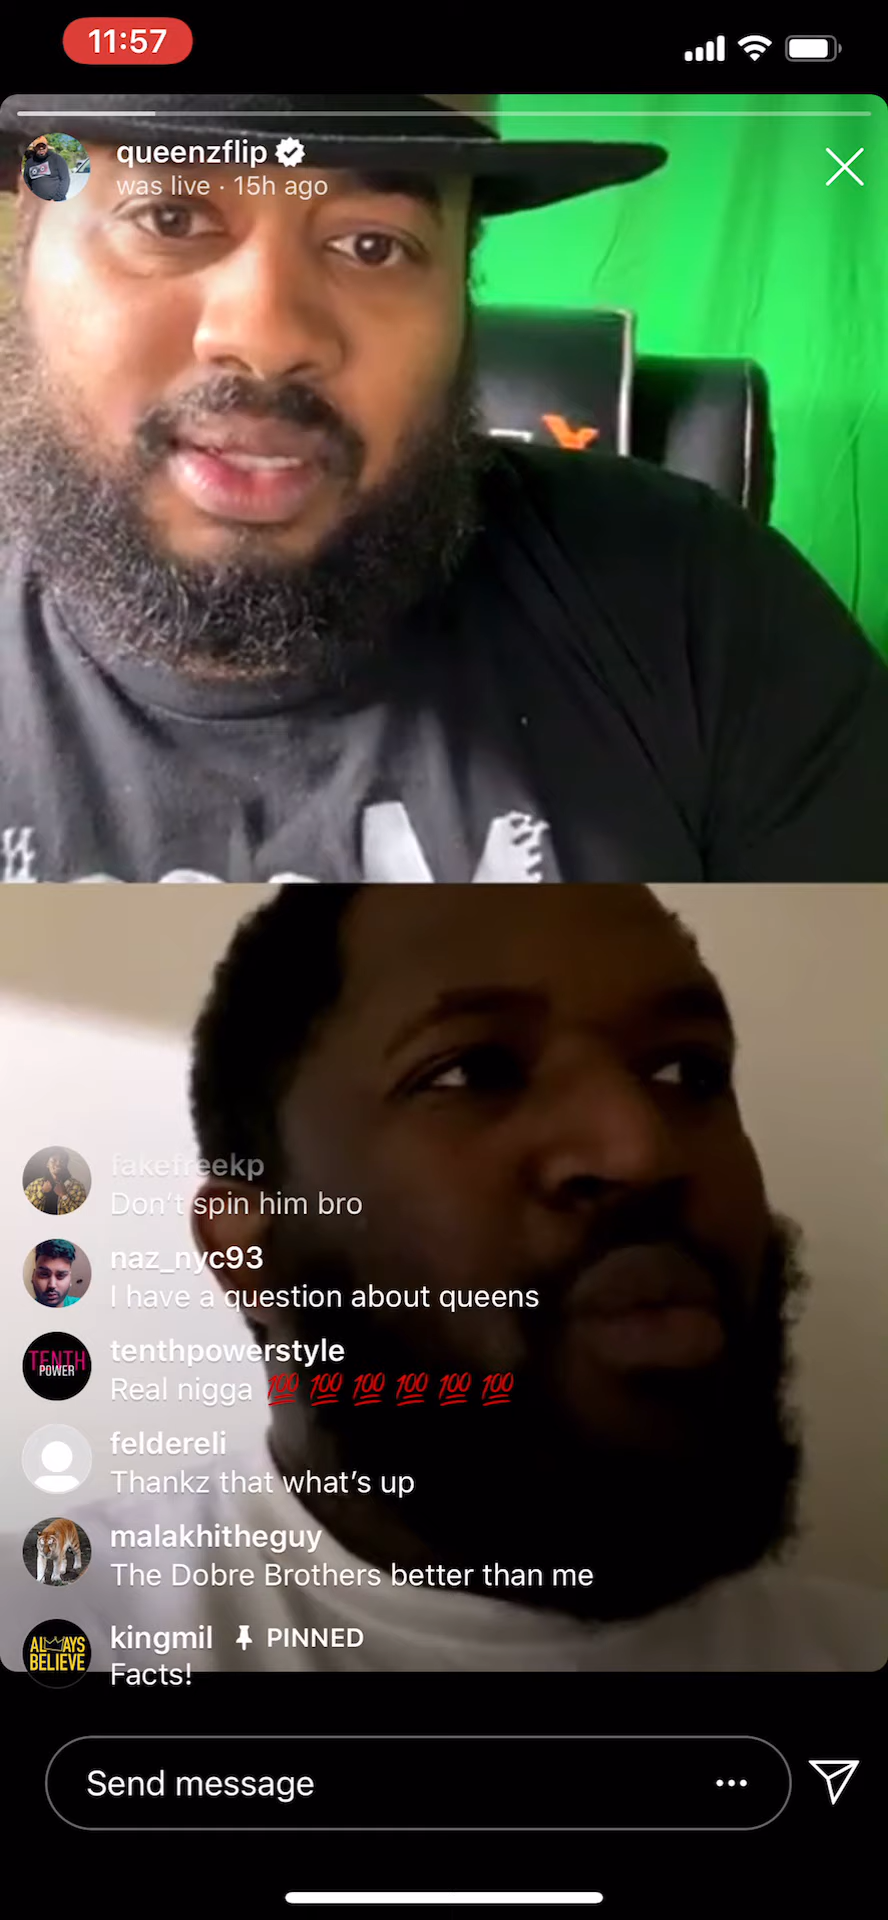 11:57
queenzflip
was live · 15h ago
fakefreekp
Don't spin him bro
naz_nyc93
I have a question about queens
TENTH
POWER
tenthpowerstyle
Real nigga 💯 💯 💯 💯 💯 💯
feldereli
Thankz that what's up
malakhitheguy
The Dobre Brothers better than me
ALWAYS
BELIEVE
kingmil PINNED
Facts!
Send message